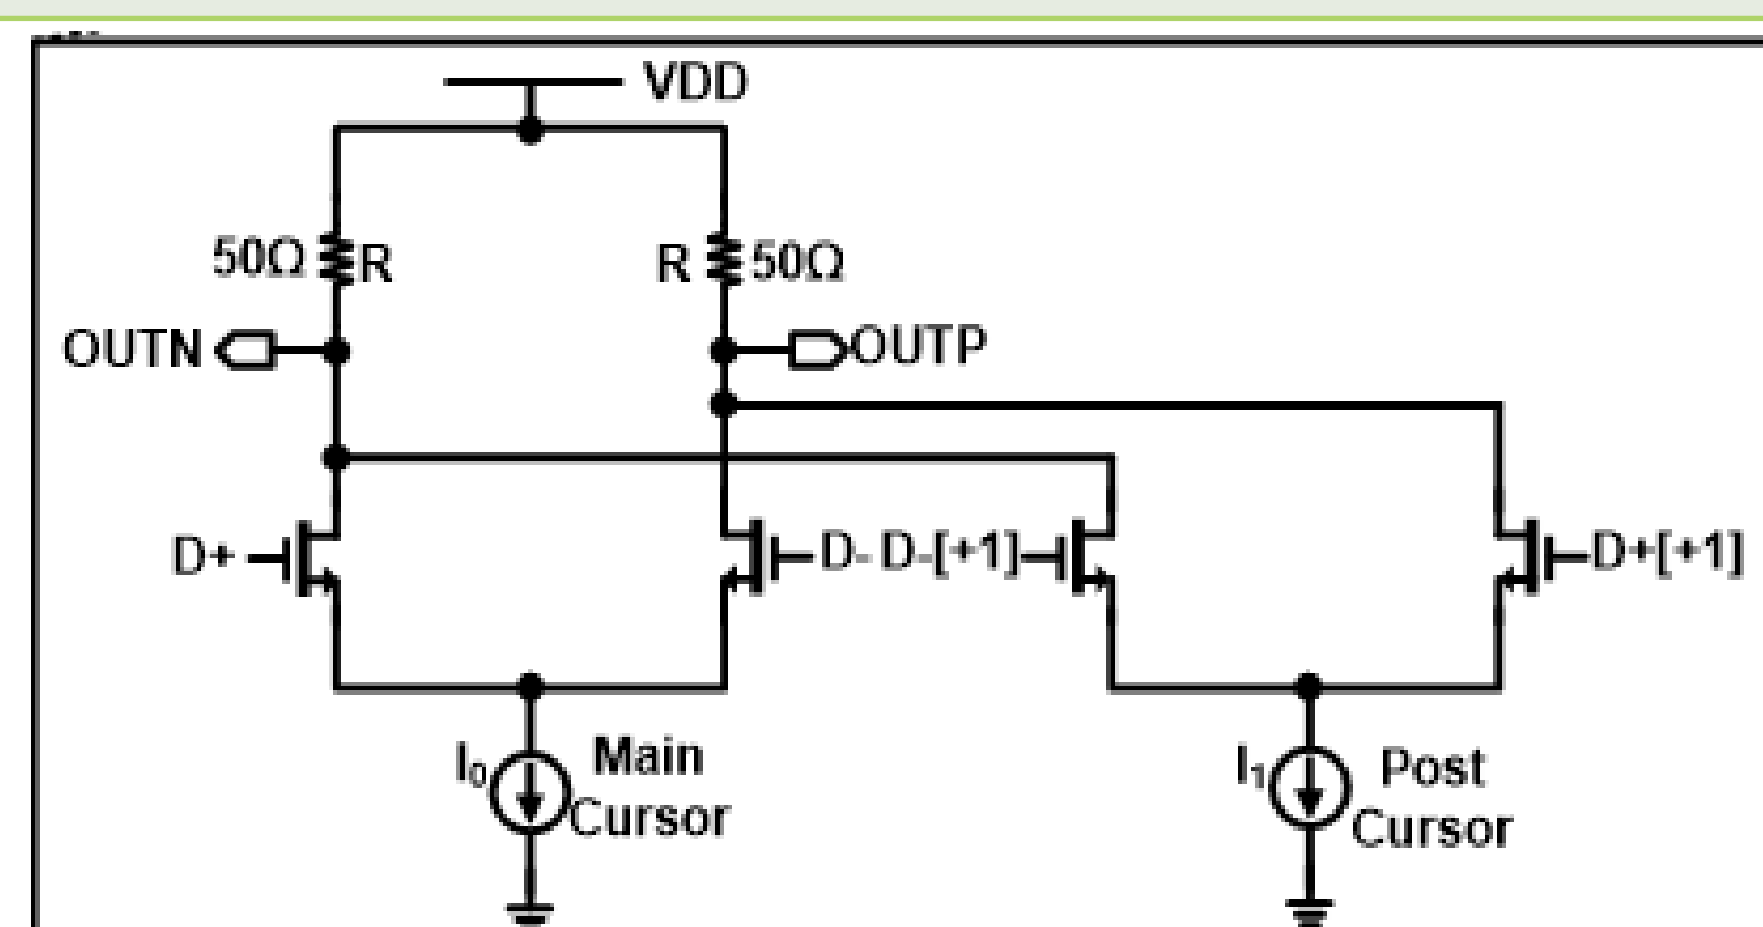 VDD
50Ω R
R 50Ω
OUTN
OUTP
D+
D-
D-[+1]
D+[+1]
I₀
Main
Cursor
I₁
Post
Cursor